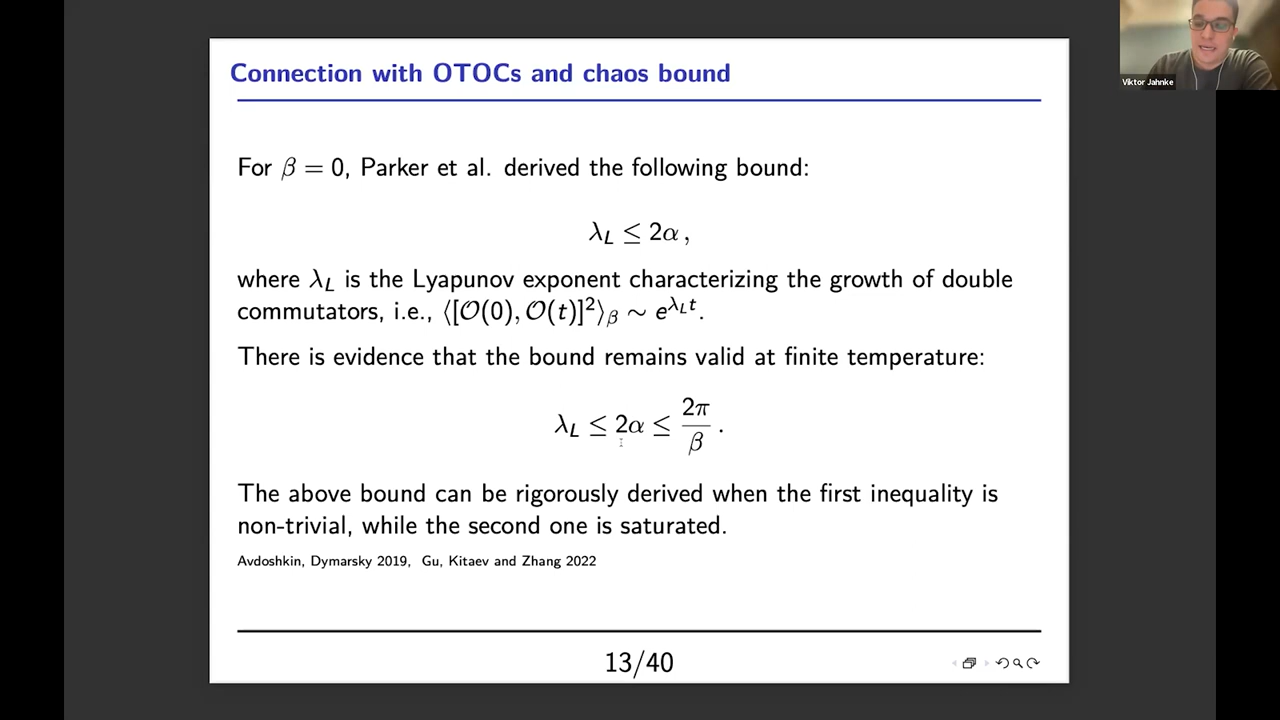 Connection with OTOCs and chaos bound
Viktor Jahnke
For β = 0, Parker et al. derived the following bound:
λ_L ≤ 2α ,
where λ_L is the Lyapunov exponent characterizing the growth of double
commutators, i.e., ⟨[𝒪(0), 𝒪(t)]²⟩_β ∼ e^{λ_L t}.
There is evidence that the bound remains valid at finite temperature:
λ_L ≤ 2α ≤ 2π/β .
The above bound can be rigorously derived when the first inequality is
non-trivial, while the second one is saturated.
Avdoshkin, Dymarsky 2019, Gu, Kitaev and Zhang 2022
13/40